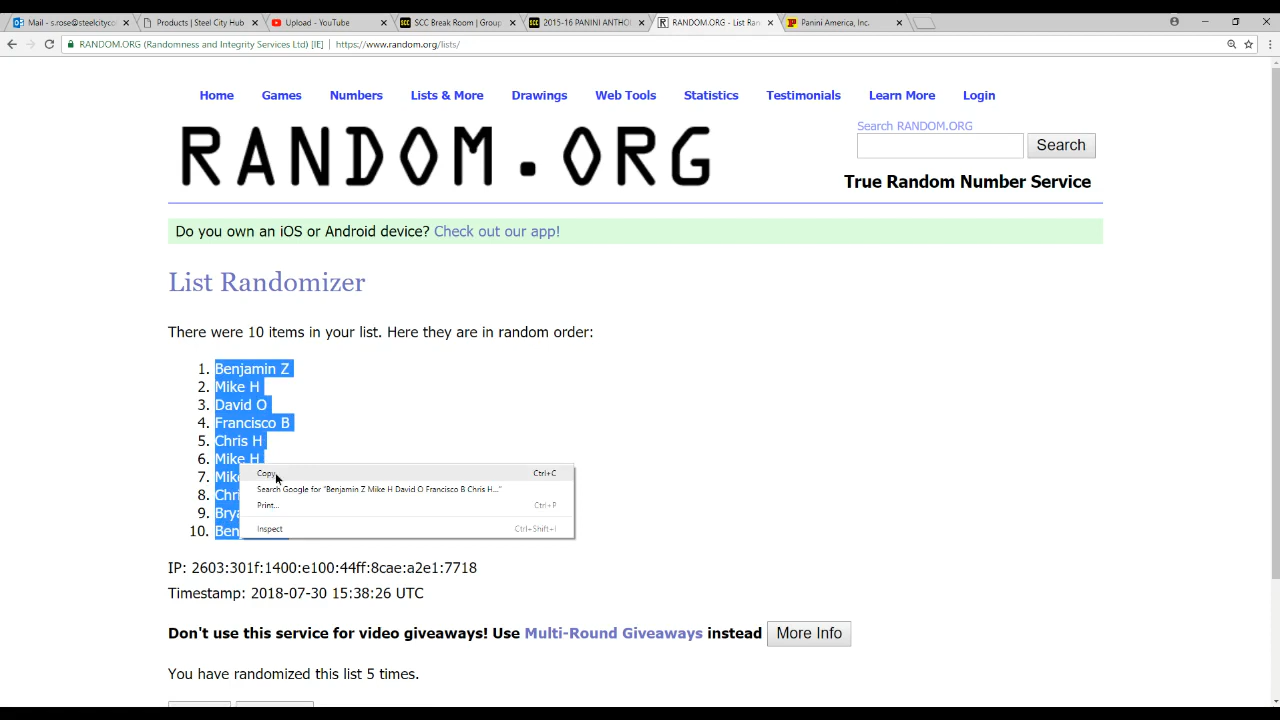 Mail - s.rose@steelcityco
Products | Steel City Hub
Upload - YouTube
SCC Break Room | Group
2015-16 PANINI ANTHOL
RANDOM.ORG - List Ran
Panini America, Inc.
RANDOM.ORG (Randomness and Integrity Services Ltd) [IE] | https://www.random.org/lists/
Home Games Numbers Lists & More Drawings Web Tools Statistics Testimonials Learn More Login
RANDOM.ORG
Search RANDOM.ORG
Search
True Random Number Service
Do you own an iOS or Android device? Check out our app!
List Randomizer
There were 10 items in your list. Here they are in random order:
1. Benjamin Z
2. Mike H
3. David O
4. Francisco B
5. Chris H
6. Mike H
7. Mike
8. Chri
9. Brya
10. Ben
Copy Ctrl+C
Search Google for "Benjamin Z Mike H David O Francisco B Chris H..."
Print... Ctrl+P
Inspect Ctrl+Shift+I
IP: 2603:301f:1400:e100:44ff:8cae:a2e1:7718
Timestamp: 2018-07-30 15:38:26 UTC
Don't use this service for video giveaways! Use Multi-Round Giveaways instead More Info
You have randomized this list 5 times.